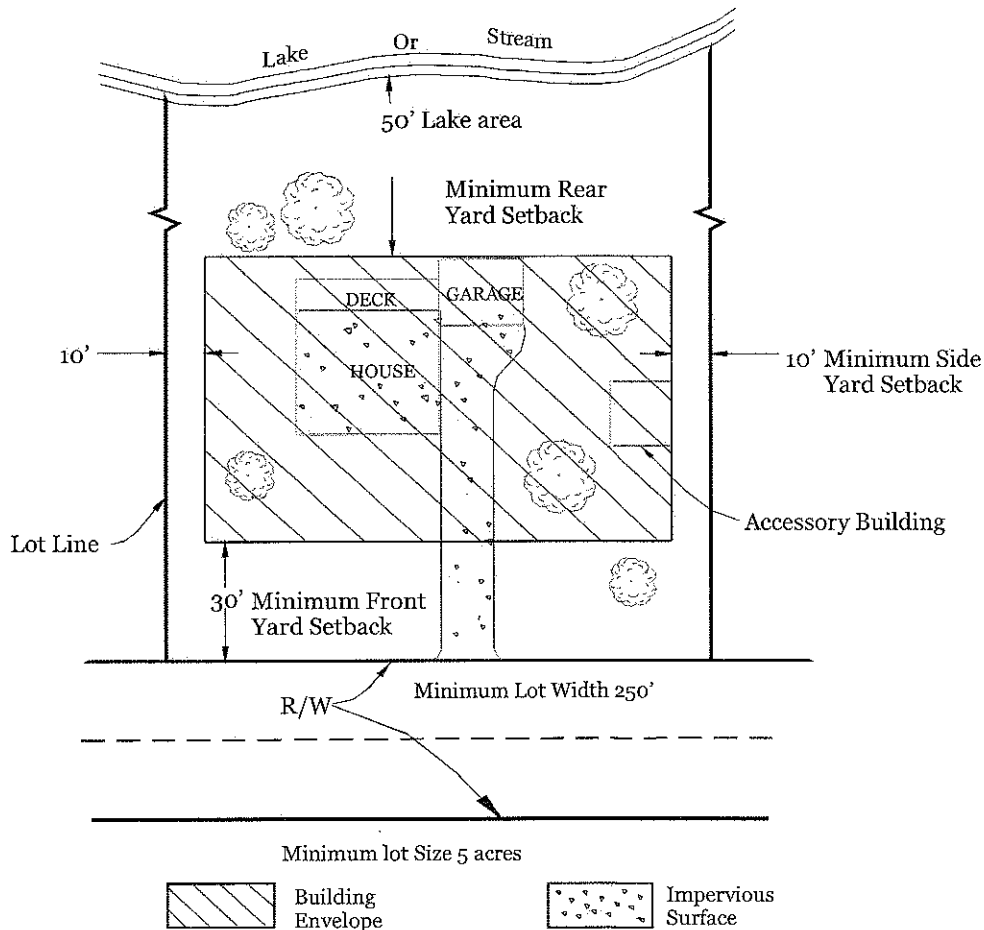 Lake Or Stream
50' Lake area
Minimum Rear
Yard Setback
DECK
GARAGE
10'
HOUSE
10' Minimum Side
Yard Setback
Accessory Building
Lot Line
30' Minimum Front
Yard Setback
Minimum Lot Width 250'
R/W
Minimum lot Size 5 acres
Building
Envelope
Impervious
Surface